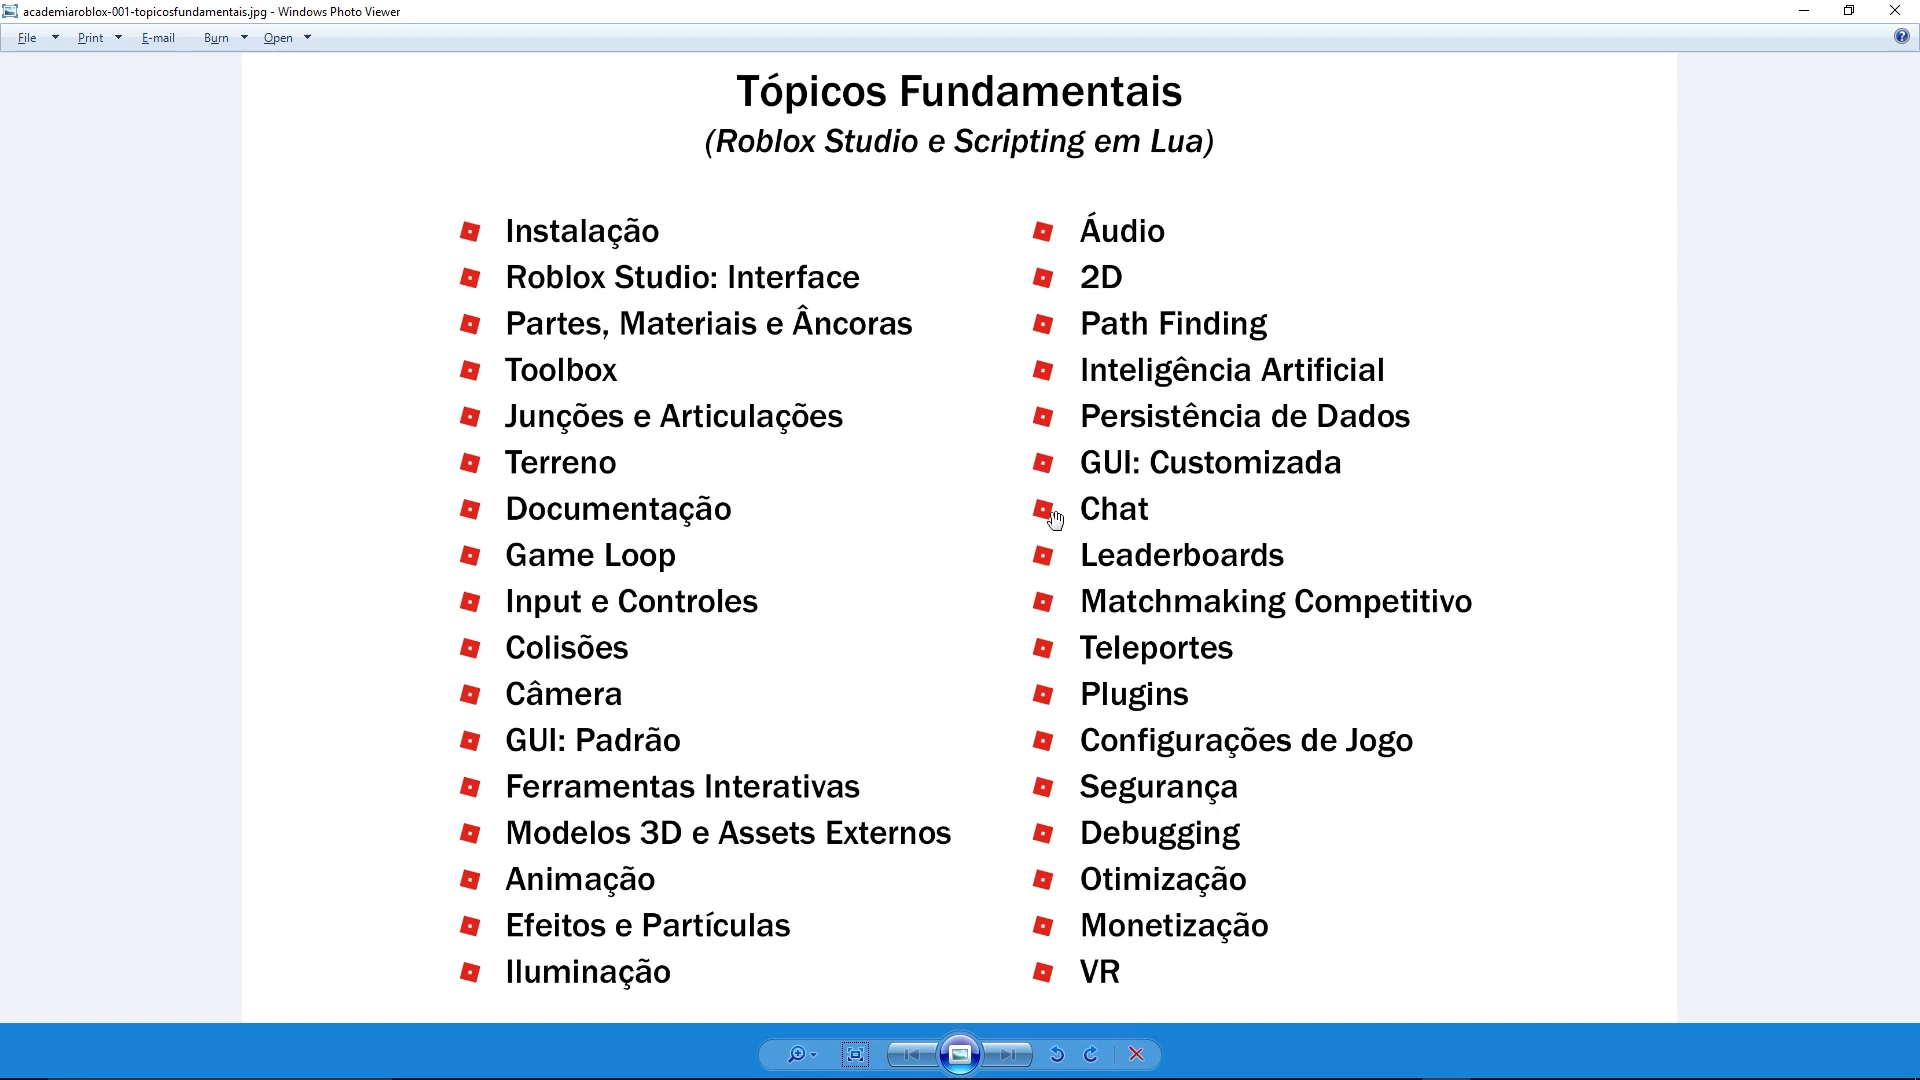 academiaroblox-001-topicosfundamentais.jpg - Windows Photo Viewer
File Print E-mail Burn Open
Tópicos Fundamentais
(Roblox Studio e Scripting em Lua)
Instalação
Roblox Studio: Interface
Partes, Materiais e Âncoras
Toolbox
Junções e Articulações
Terreno
Documentação
Game Loop
Input e Controles
Colisões
Câmera
GUI: Padrão
Ferramentas Interativas
Modelos 3D e Assets Externos
Animação
Efeitos e Partículas
Iluminação
Áudio
2D
Path Finding
Inteligência Artificial
Persistência de Dados
GUI: Customizada
Chat
Leaderboards
Matchmaking Competitivo
Teleportes
Plugins
Configurações de Jogo
Segurança
Debugging
Otimização
Monetização
VR